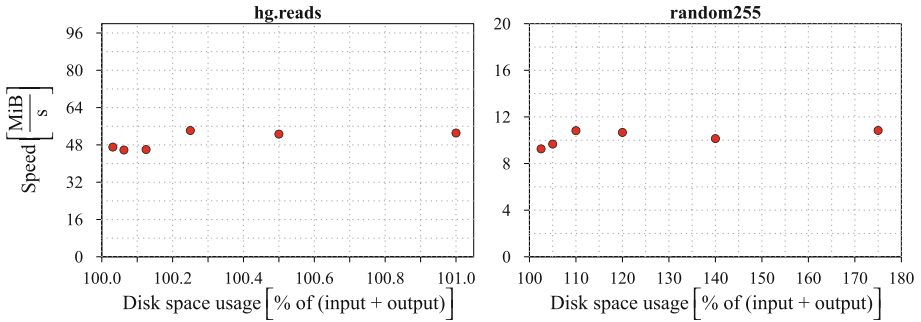 hg.reads
random255
Speed [MiB/s]
96
80
64
48
32
16
0
100.0 100.2 100.4 100.6 100.8 101.0
Disk space usage [% of (input + output)]
20
16
12
8
4
0
100 110 120 130 140 150 160 170 180
Disk space usage [% of (input + output)]